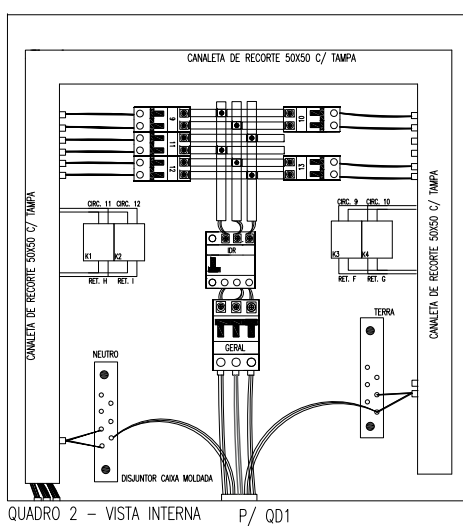 CANALETA DE RECORTE 50X50 C/ TAMPA
CANALETA DE RECORTE 50X50 C/ TAMPA
CANALETA DE RECORTE 50X50 C/ TAMPA
9
10
11
12
13
CIRC. 11 CIRC. 12
K1 K2
RET. H RET. I
CIRC. 9 CIRC. 10
K3 K4
RET. F RET. G
IDR
GERAL
NEUTRO
TERRA
DISJUNTOR CAIXA MOLDADA
QUADRO 2 – VISTA INTERNA P/ QD1